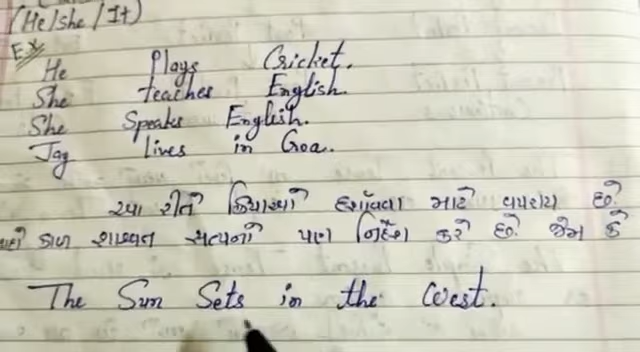 (He/she/It)
Ex
He Plays Cricket.
She teaches English.
She Speaks English.
Jay lives in Goa.
રીતે ક્રિયાઓ દર્શાવવા માટે વપરાય છે.
કાળ શાશ્વત સત્યનો પણ નિર્દેશ કરે છે. જેમ કે
The Sun Sets in the West.